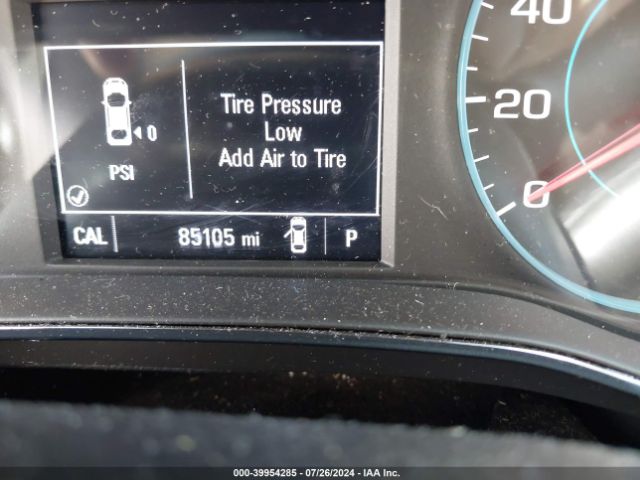 40
20
0
Tire Pressure
Low
Add Air to Tire
0
PSI
CAL
85105 mi
P
000-39954285 | 07/26/2024 | IAA Inc.